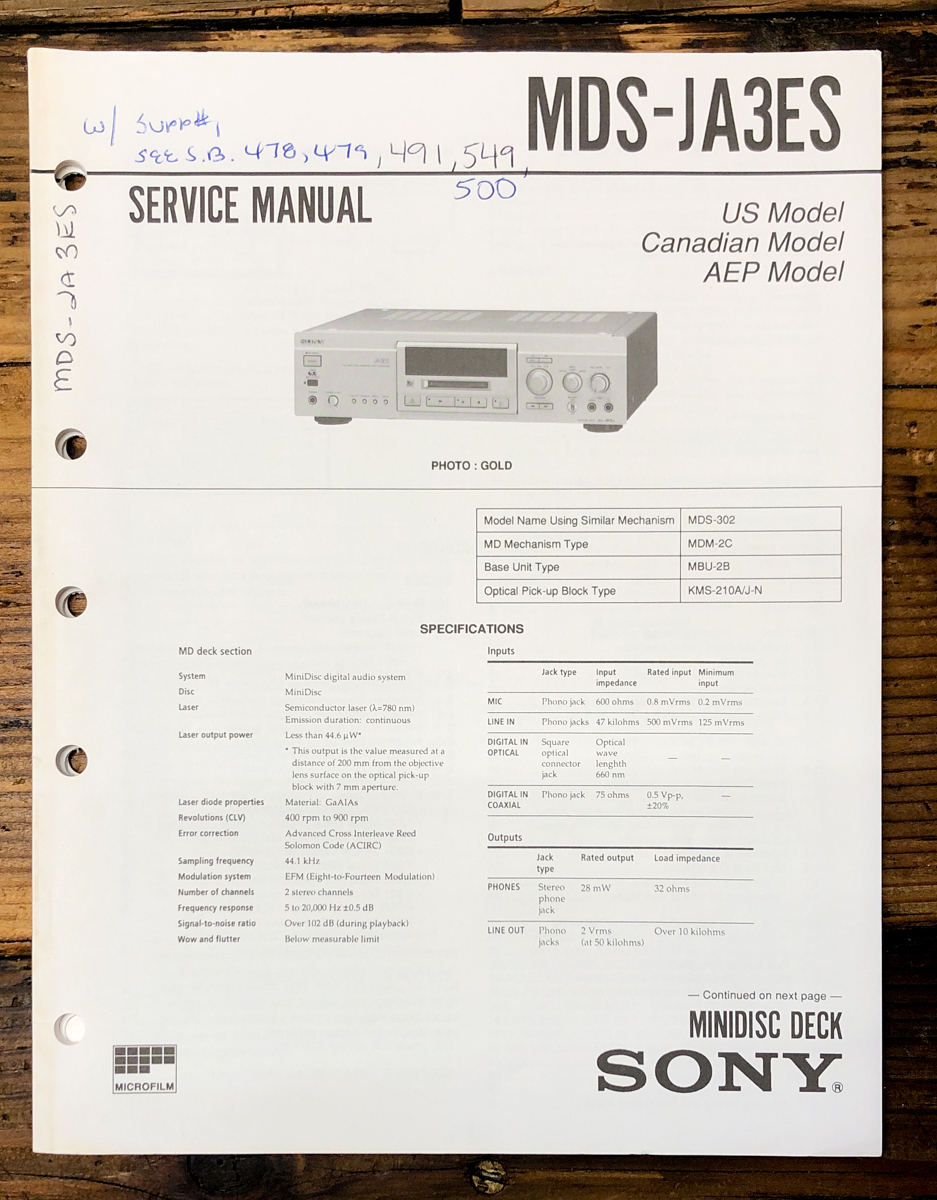 MDS-JA3ES
w/ Supp#1
SEE S.B. 478, 479, 491, 549,
500
SERVICE MANUAL
MDS-JA3ES
US Model
Canadian Model
AEP Model
SONY
PHOTO : GOLD
Model Name Using Similar Mechanism MDS-302
MD Mechanism Type MDM-2C
Base Unit Type MBU-2B
Optical Pick-up Block Type KMS-210A/J-N
SPECIFICATIONS
MD deck section
System MiniDisc digital audio system
Disc MiniDisc
Laser Semiconductor laser (λ=780 nm)
Emission duration: continuous
Laser output power Less than 44.6 µW*
* This output is the value measured at a
distance of 200 mm from the objective
lens surface on the optical pick-up
block with 7 mm aperture.
Laser diode properties Material: GaAlAs
Revolutions (CLV) 400 rpm to 900 rpm
Error correction Advanced Cross Interleave Reed
Solomon Code (ACIRC)
Sampling frequency 44.1 kHz
Modulation system EFM (Eight-to-Fourteen Modulation)
Number of channels 2 stereo channels
Frequency response 5 to 20,000 Hz ±0.5 dB
Signal-to-noise ratio Over 102 dB (during playback)
Wow and flutter Below measurable limit
Inputs
Jack type Input Rated input Minimum
impedance input
MIC Phono jack 600 ohms 0.8 mVrms 0.2 mVrms
LINE IN Phono jacks 47 kilohms 500 mVrms 125 mVrms
DIGITAL IN Square Optical
OPTICAL optical wave — —
connector lenghth
jack 660 nm
DIGITAL IN Phono jack 75 ohms 0.5 Vp-p, —
COAXIAL ±20%
Outputs
Jack Rated output Load impedance
type
PHONES Stereo 28 mW 32 ohms
phone
jack
LINE OUT Phono 2 Vrms Over 10 kilohms
jacks (at 50 kilohms)
— Continued on next page —
MINIDISC DECK
SONY®
MICROFILM